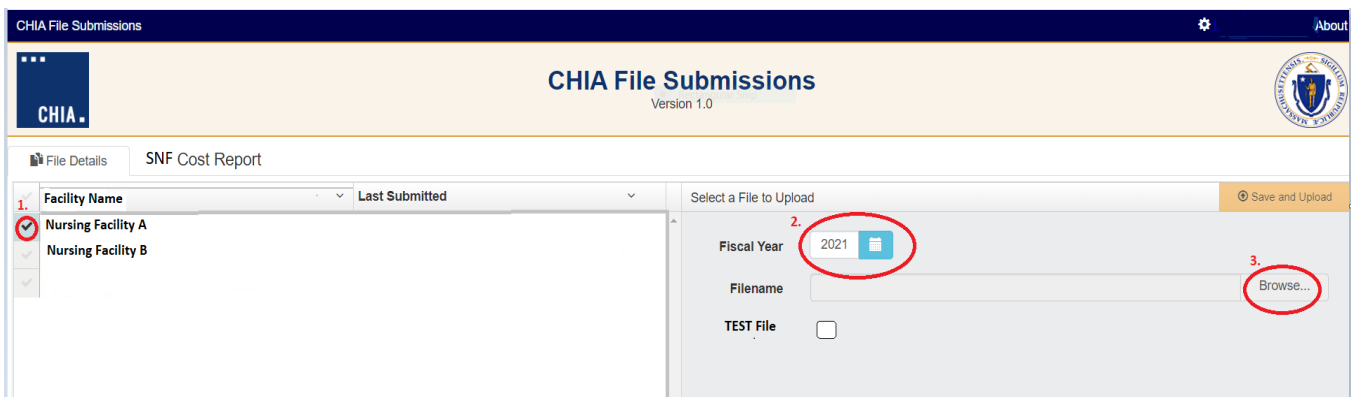 CHIA File Submissions
About
CHIA.
CHIA File Submissions
Version 1.0
File Details
SNF Cost Report
1.
Facility Name
Last Submitted
Select a File to Upload
Save and Upload
Nursing Facility A
Nursing Facility B
2.
Fiscal Year
2021
3.
Filename
Browse...
TEST File